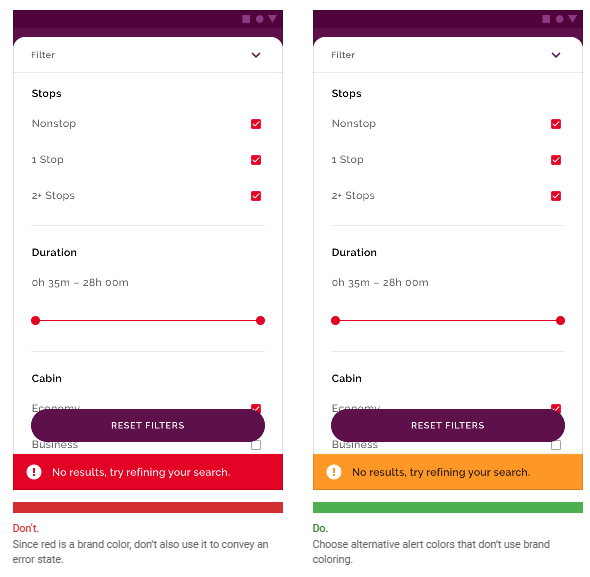 Filter
Stops
Nonstop
1 Stop
2+ Stops
Duration
0h 35m – 28h 00m
Cabin
Economy
RESET FILTERS
Business
No results, try refining your search.
Don't.
Since red is a brand color, don't also use it to convey an
error state.
Filter
Stops
Nonstop
1 Stop
2+ Stops
Duration
0h 35m – 28h 00m
Cabin
Economy
RESET FILTERS
Business
No results, try refining your search.
Do.
Choose alternative alert colors that don't use brand
coloring.